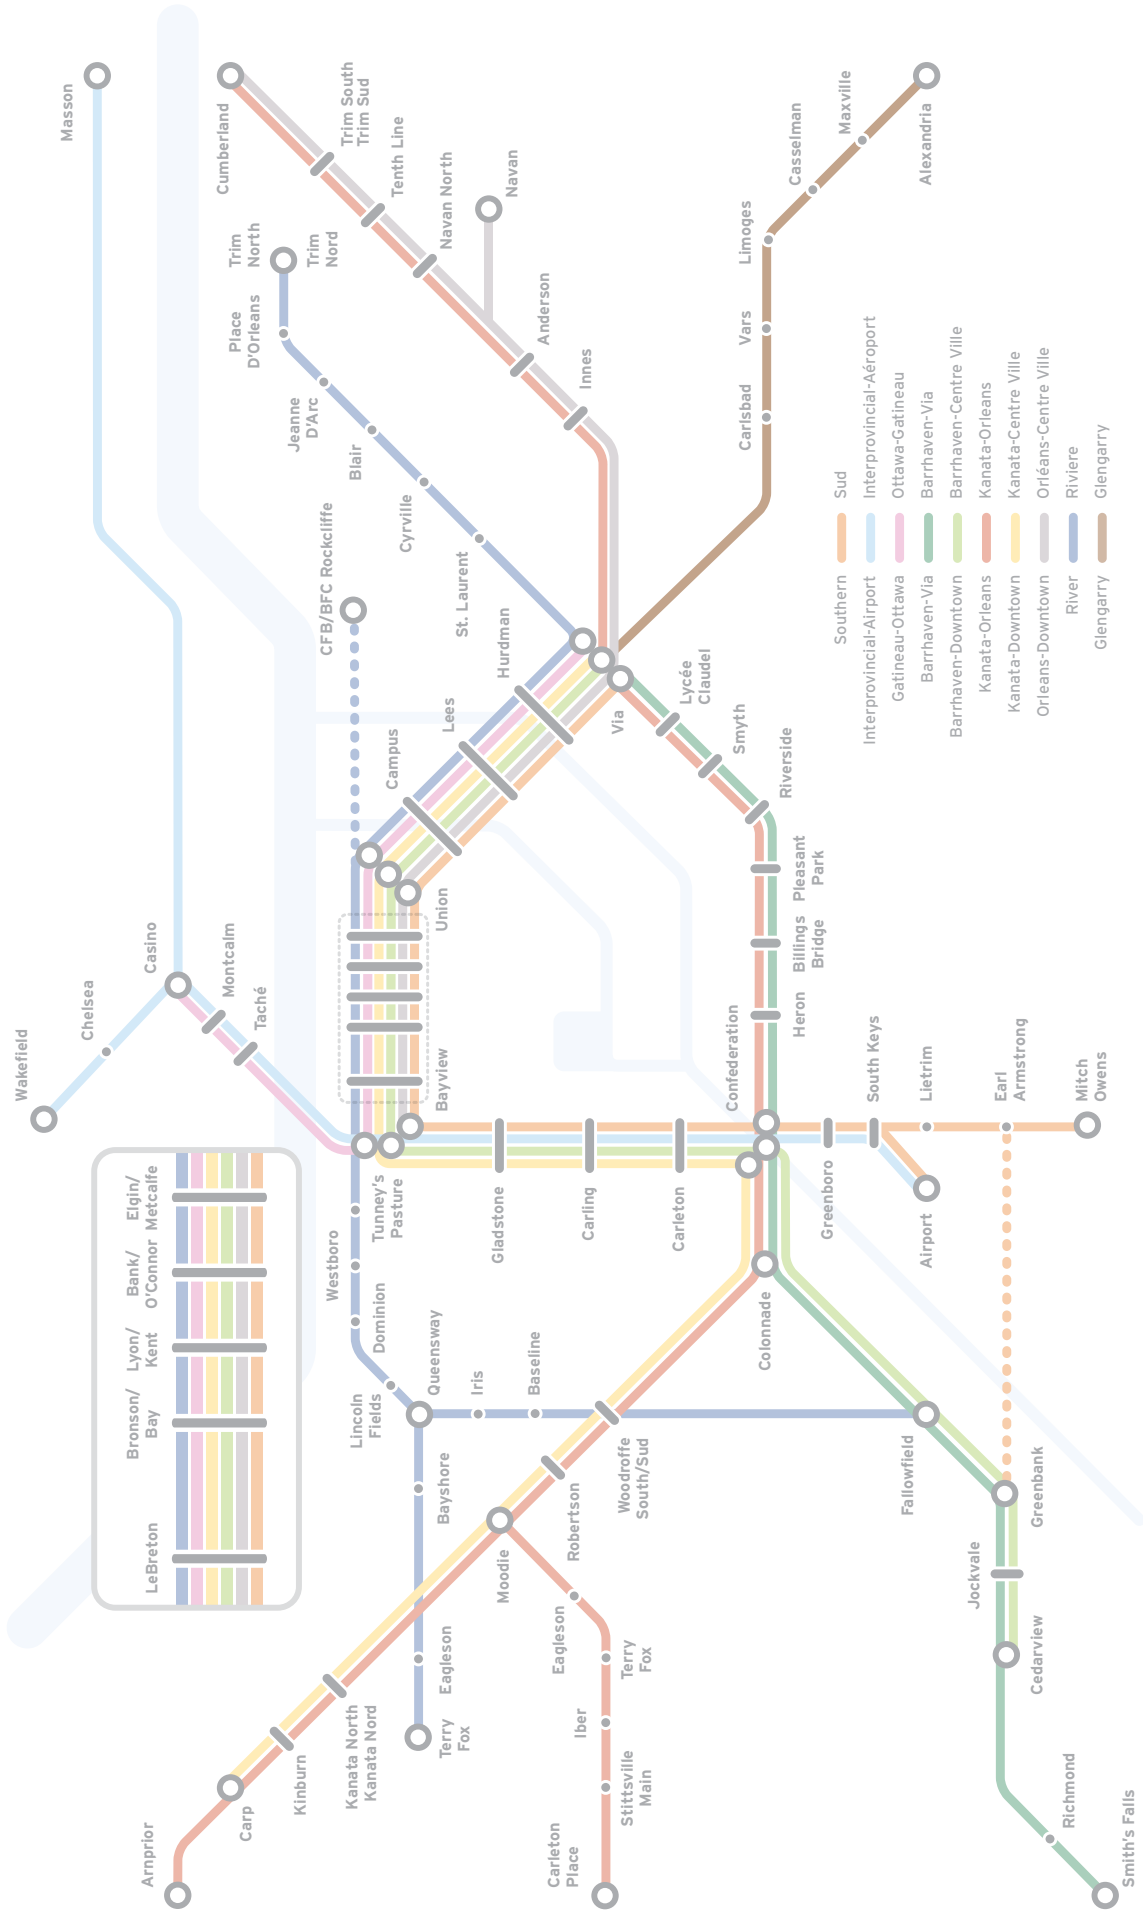 Masson
Cumberland
Trim South
Trim Sud
Tenth Line
Navan North
Navan
Trim
North
Trim
Nord
Place
D'Orleans
Jeanne
D'Arc
Blair
Cyrville
St. Laurent
CFB/BFC Rockcliffe
Anderson
Innes
Casselman
Maxville
Alexandria
Limoges
Vars
Carlsbad
Hurdman
Lees
Campus
Via
Lycée
Claudel
Smyth
Riverside
Pleasant
Park
Billings
Bridge
Heron
Union
Bayview
Confederation
South Keys
Lietrim
Earl
Armstrong
Mitch
Owens
Wakefield
Chelsea
Casino
Montcalm
Taché
Elgin/
Metcalfe
Bank/
O'Connor
Lyon/
Kent
Bronson/
Bay
LeBreton
Tunney's
Pasture
Westboro
Dominion
Lincoln
Fields
Queensway
Iris
Baseline
Gladstone
Carling
Carleton
Greenboro
Airport
Colonnade
Woodroffe
South/Sud
Robertson
Bayshore
Moodie
Eagleson
Terry
Fox
Eagleson
Terry
Fox
Iber
Stittsville
Main
Carleton
Place
Kanata North
Kanata Nord
Kinburn
Carp
Arnprior
Fallowfield
Greenbank
Jockvale
Cedarview
Richmond
Smith's Falls
Southern
Sud
Interprovincial-Airport
Interprovincial-Aéroport
Gatineau-Ottawa
Ottawa-Gatineau
Barrhaven-Via
Barrhaven-Via
Barrhaven-Downtown
Barrhaven-Centre Ville
Kanata-Orleans
Kanata-Orleans
Kanata-Downtown
Kanata-Centre Ville
Orleans-Downtown
Orléans-Centre Ville
River
Riviere
Glengarry
Glengarry